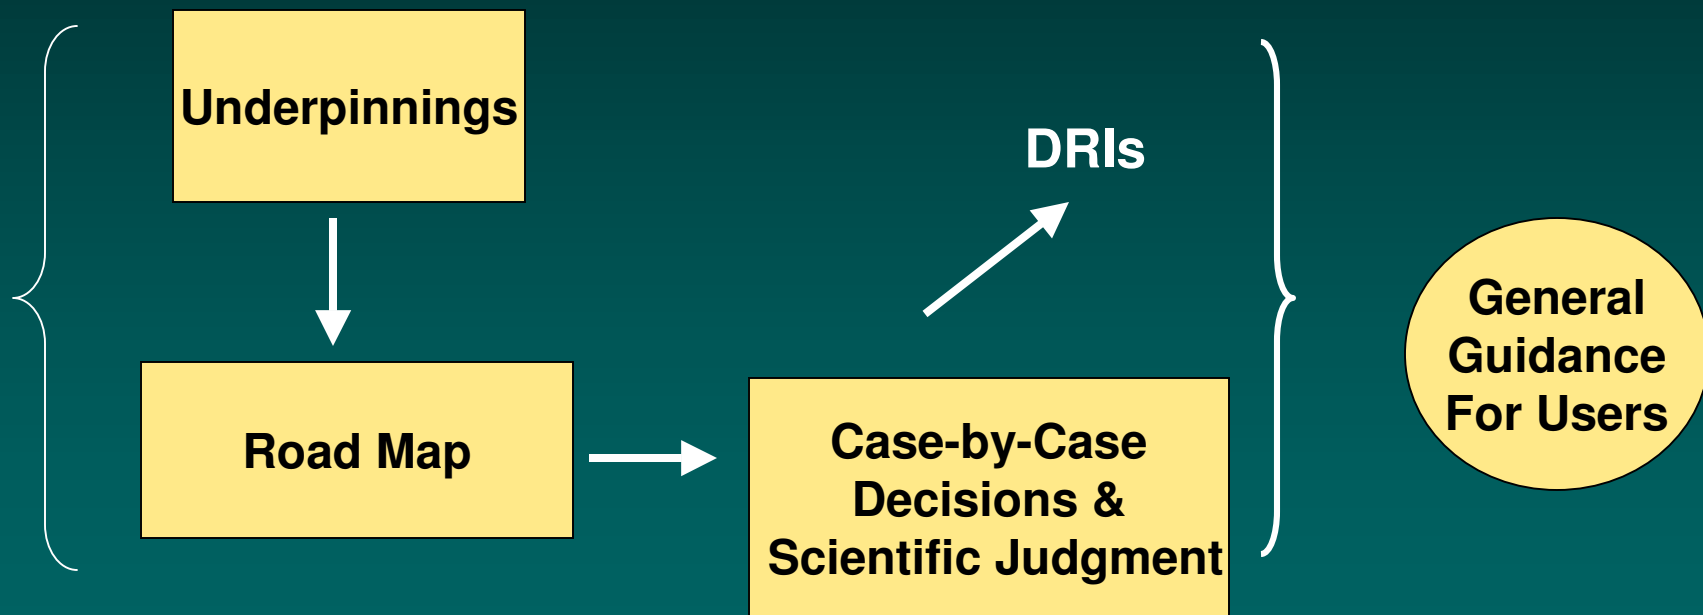 Underpinnings
DRIs
Road Map
Case-by-Case
Decisions &
Scientific Judgment
General
Guidance
For Users